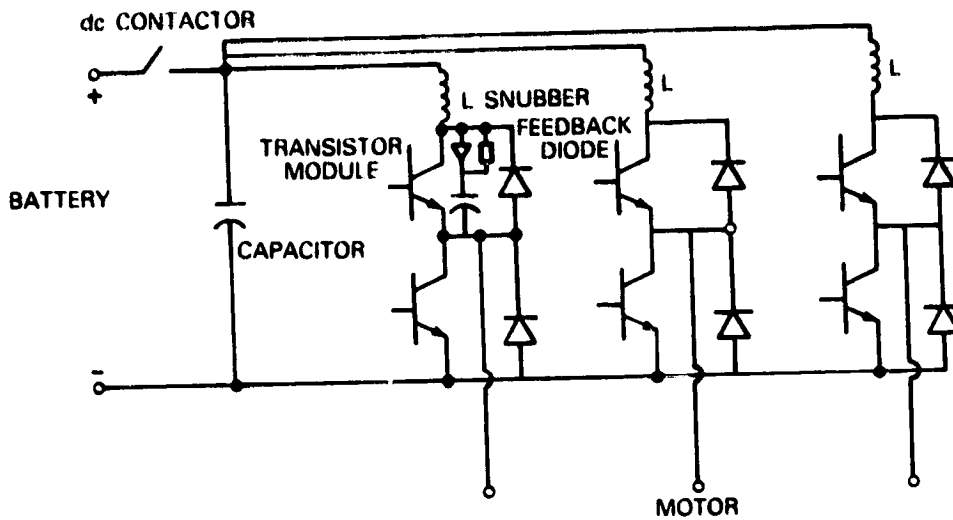 dc CONTACTOR
+
L SNUBBER
L
L
FEEDBACK
DIODE
TRANSISTOR
MODULE
BATTERY
CAPACITOR
-
MOTOR